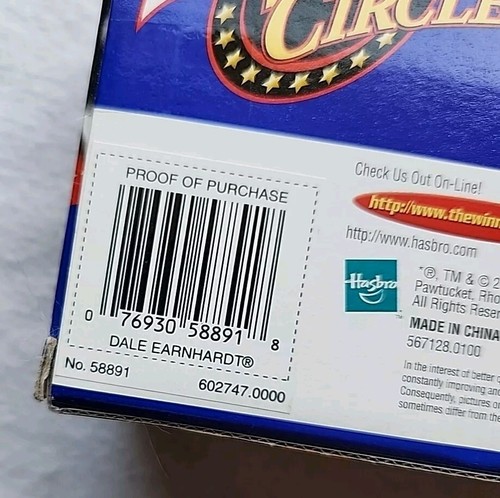 CIRCLE
PROOF OF PURCHASE
0 76930 58891 8
DALE EARNHARDT®
No. 58891
602747.0000
Check Us Out On-Line!
http://www.thewinn
http://www.hasbro.com
Hasbro
*®, TM & © 2
Pawtucket, Rho
All Rights Reser
MADE IN CHINA
567128.0100
In the interest of better q
constantly improving and
Consequently, pictures o
sometimes differ from the